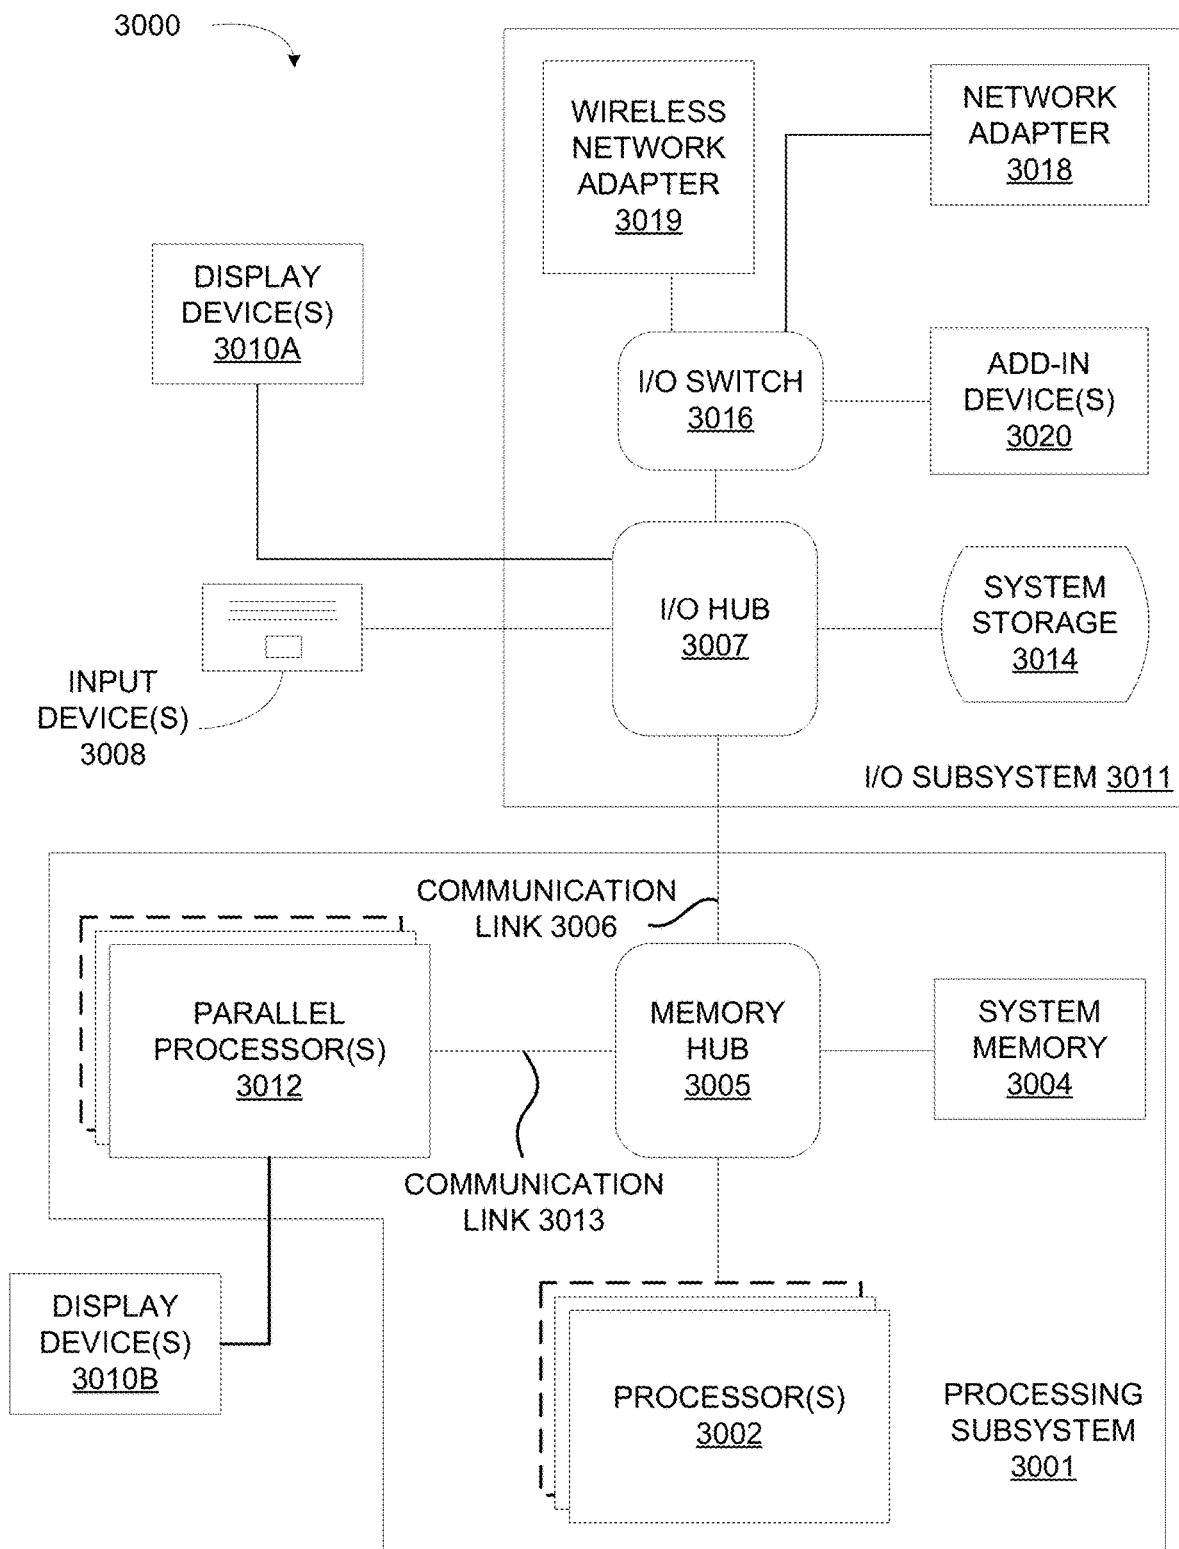 3000
WIRELESS
NETWORK
ADAPTER
3019
NETWORK
ADAPTER
3018
DISPLAY
DEVICE(S)
3010A
I/O SWITCH
3016
ADD-IN
DEVICE(S)
3020
I/O HUB
3007
SYSTEM
STORAGE
3014
INPUT
DEVICE(S)
3008
I/O SUBSYSTEM 3011
COMMUNICATION
LINK 3006
PARALLEL
PROCESSOR(S)
3012
MEMORY
HUB
3005
SYSTEM
MEMORY
3004
COMMUNICATION
LINK 3013
DISPLAY
DEVICE(S)
3010B
PROCESSOR(S)
3002
PROCESSING
SUBSYSTEM
3001